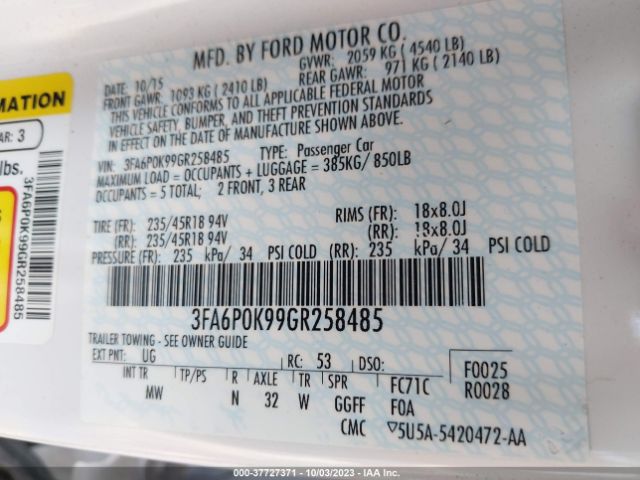 MFD. BY FORD MOTOR CO.
DATE: 10/15 GVWR: 2059 KG ( 4540 LB)
FRONT GAWR: 1093 KG ( 2410 LB) REAR GAWR: 971 KG ( 2140 LB)
THIS VEHICLE CONFORMS TO ALL APPLICABLE FEDERAL MOTOR
VEHICLE SAFETY, BUMPER, AND THEFT PREVENTION STANDARDS
IN EFFECT ON THE DATE OF MANUFACTURE SHOWN ABOVE.
VIN: 3FA6P0K99GR258485 TYPE: Passenger Car
MAXIMUM LOAD = OCCUPANTS + LUGGAGE = 385KG/ 850LB
OCCUPANTS = 5 TOTAL; 2 FRONT, 3 REAR
TIRE (FR): 235/45R18 94V RIMS (FR): 18x8.0J
(RR): 235/45R18 94V (RR): 18x8.0J
PRESSURE (FR): 235 kPa/ 34 PSI COLD (RR): 235 kPa/ 34 PSI COLD
3FA6P0K99GR258485
TRAILER TOWING - SEE OWNER GUIDE
EXT PNT: UG RC: 53 DSO: F0025
INT TR TP/PS R AXLE TR SPR FC71C R0028
MW N 32 W GGFF F0A
CMC ▽5U5A-5420472-AA
MATION
AR: 3
lbs.
3FA6P0K99GR258485
000-37727371 - 10/03/2023 - IAA Inc.